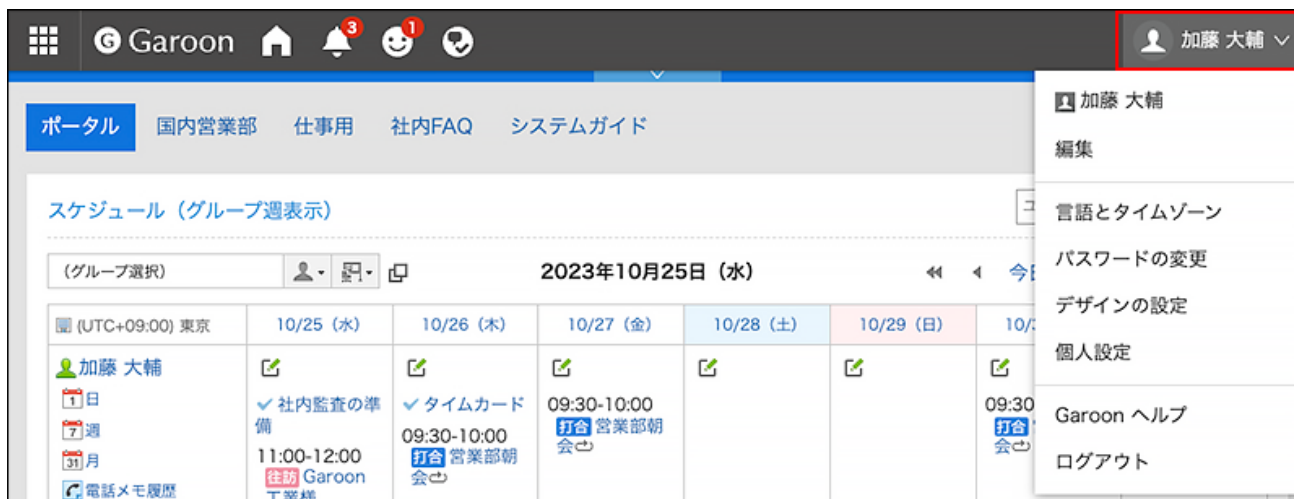 Garoon 3 1 加藤 大輔
加藤 大輔
編集
言語とタイムゾーン
パスワードの変更
デザインの設定
個人設定
Garoon ヘルプ
ログアウト
ポータル 国内営業部 仕事用 社内FAQ システムガイド
スケジュール（グループ週表示）
（グループ選択） 2023年10月25日（水）
(UTC+09:00) 東京 10/25（水） 10/26（木） 10/27（金） 10/28（土） 10/29（日） 10/
加藤 大輔
1 日
7 週
31 月
電話メモ履歴
社内監査の準
備
11:00-12:00
往訪 Garoon
工業様
タイムカード
09:30-10:00
打合 営業部朝
会
09:30-10:00
打合 営業部朝
会
09:30
打合
会